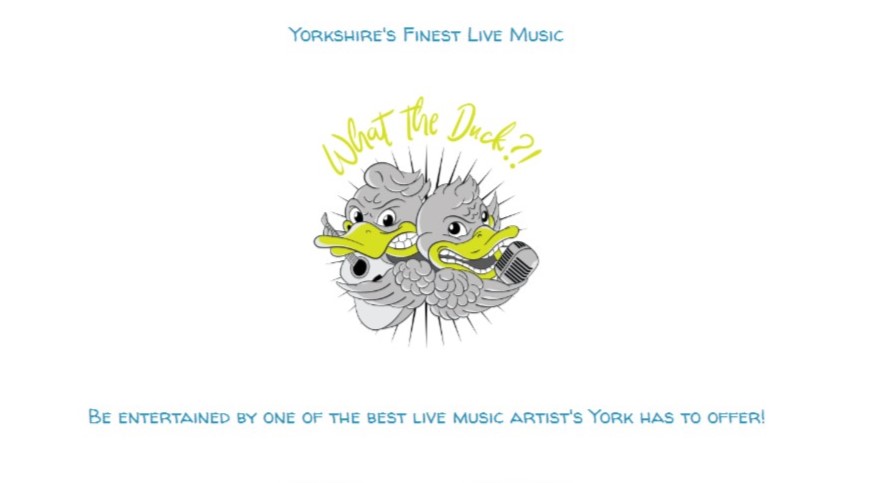 Yorkshire's Finest Live Music
What The Duck?!
Be entertained by one of the best live music artist's York has to offer!